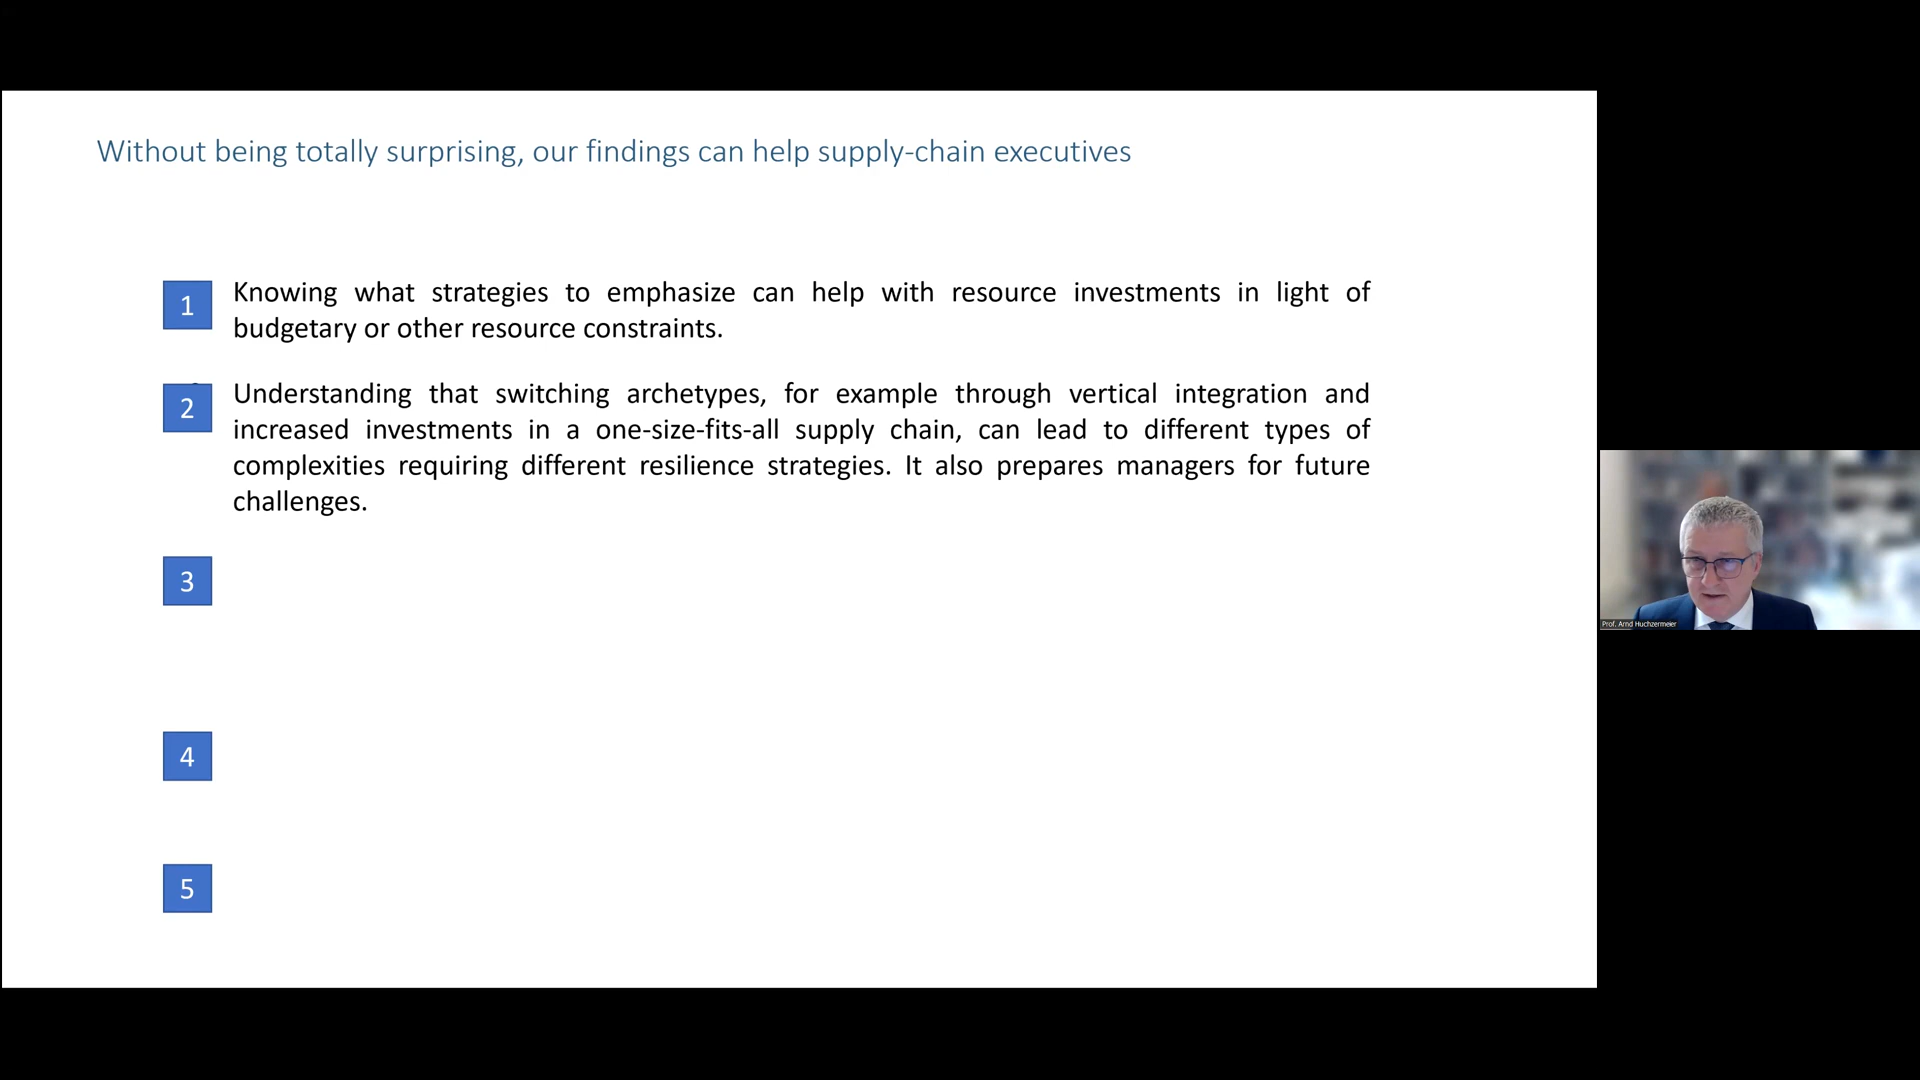 Without being totally surprising, our findings can help supply-chain executives
1
Knowing what strategies to emphasize can help with resource investments in light of
budgetary or other resource constraints.
2
Understanding that switching archetypes, for example through vertical integration and
increased investments in a one-size-fits-all supply chain, can lead to different types of
complexities requiring different resilience strategies. It also prepares managers for future
challenges.
3
4
5
Prof. Arnd Huchzermeier